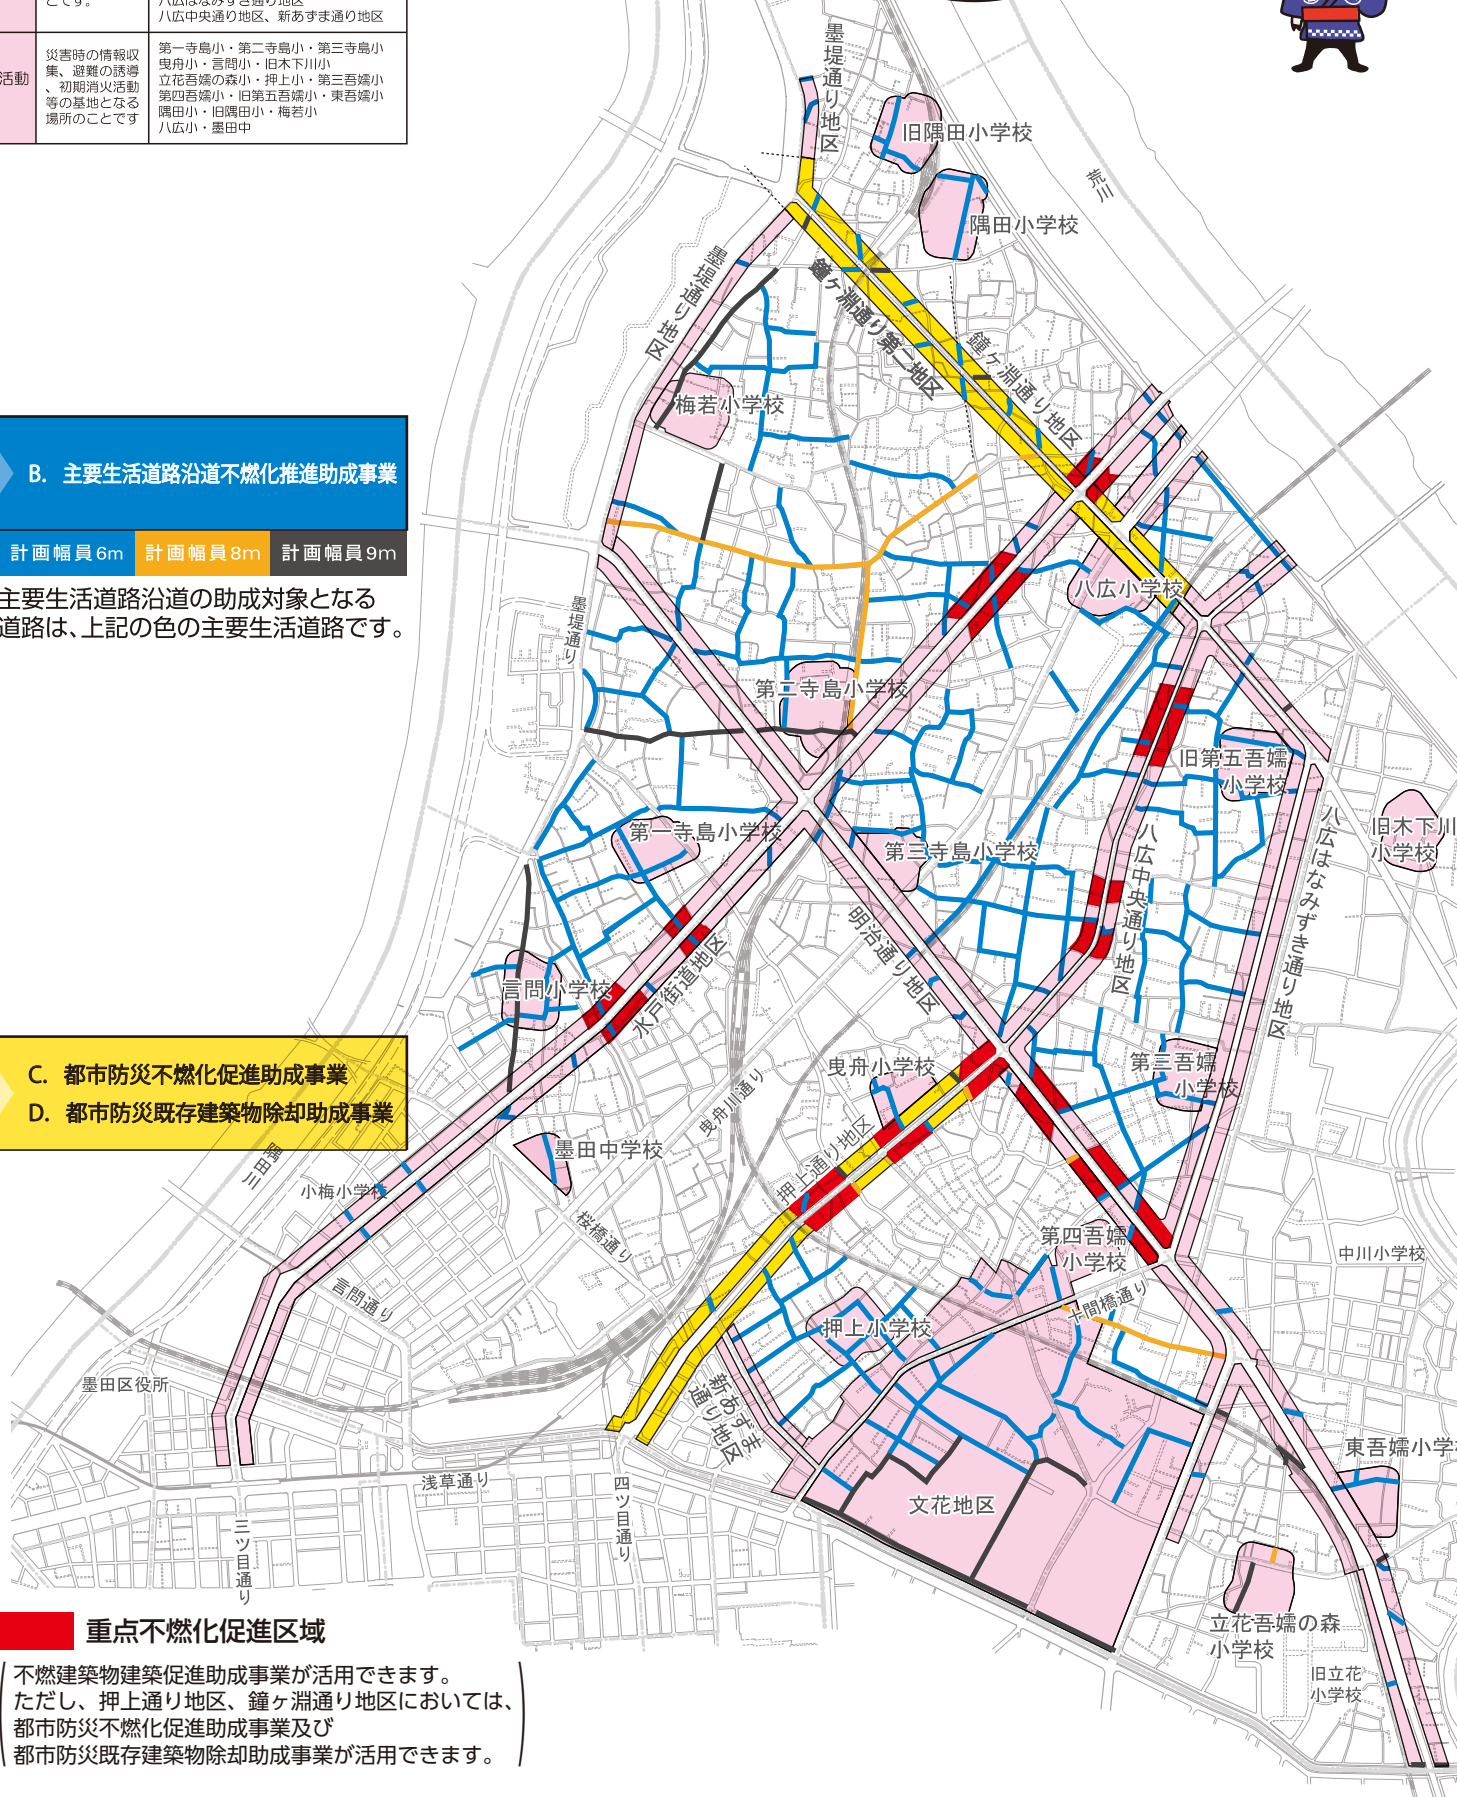 とです。
八広はなみずき通り地区
八広中央通り地区、新あずま通り地区
活動
災害時の情報収
集、避難の誘導
、初期消火活動
等の基地となる
場所のことです
第一寺島小・第二寺島小・第三寺島小
曳舟小・言問小・旧木下川小
立花吾嬬の森小・押上小・第三吾嬬小
第四吾嬬小・旧第五吾嬬小・東吾嬬小
隅田小・旧隅田小・梅若小
八広小・墨田中
墨堤通り地区
旧隅田小学校
荒川
隅田小学校
墨堤通り地区
鐘ヶ淵通り第二地区
鐘ヶ淵通り地区
梅若小学校
B. 主要生活道路沿道不燃化推進助成事業
計画幅員6m
計画幅員8m
計画幅員9m
主要生活道路沿道の助成対象となる
道路は、上記の色の主要生活道路です。
墨堤通り
八広小学校
第二寺島小学校
旧第五吾嬬
小学校
第一寺島小学校
第三寺島小学校
八広中央通り地区
八広はなみずき通り地区
旧木下川
小学校
明治通り地区
水戸街道地区
言問小学校
C. 都市防災不燃化促進助成事業
D. 都市防災既存建築物除却助成事業
曳舟小学校
第三吾嬬
小学校
曳舟川通り
押上通り地区
墨田中学校
隅田川
小梅小学校
桜橋通り
第四吾嬬
小学校
中川小学校
言問通り
十間橋通り
押上小学校
墨田区役所
新あずま
通り地区
東吾嬬小学校
浅草通り
四ツ目通り
文花地区
三ツ目通り
立花吾嬬の森
小学校
旧立花
小学校
重点不燃化促進区域
不燃建築物建築促進助成事業が活用できます。
ただし、押上通り地区、鐘ヶ淵通り地区においては、
都市防災不燃化促進助成事業及び
都市防災既存建築物除却助成事業が活用できます。